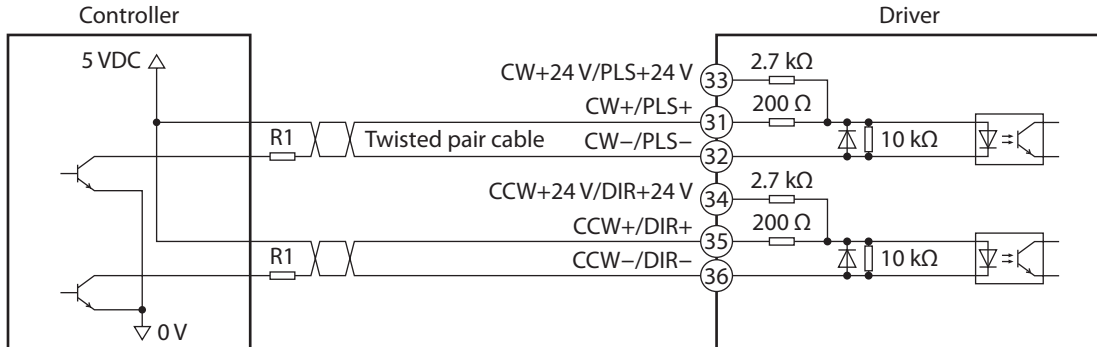 Controller
Driver
5 VDC
CW+24 V/PLS+24 V
33
2.7 kΩ
CW+/PLS+
31
200 Ω
R1
Twisted pair cable
CW−/PLS−
32
10 kΩ
CCW+24 V/DIR+24 V
34
2.7 kΩ
CCW+/DIR+
35
200 Ω
R1
CCW−/DIR−
36
10 kΩ
0 V